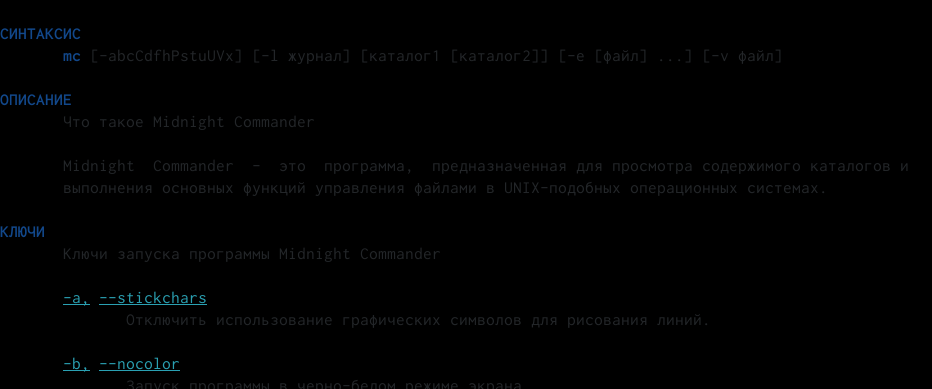 СИНТАКСИС
mc [-abcCdfhPstuUVx] [-l журнал] [каталог1 [каталог2]] [-e [файл] ...] [-v файл]
ОПИСАНИЕ
Что такое Midnight Commander
Midnight Commander - это программа, предназначенная для просмотра содержимого каталогов и
выполнения основных функций управления файлами в UNIX-подобных операционных системах.
КЛЮЧИ
Ключи запуска программы Midnight Commander
-a, --stickchars
Отключить использование графических символов для рисования линий.
-b, --nocolor
Запуск программы в черно-белом режиме экрана.